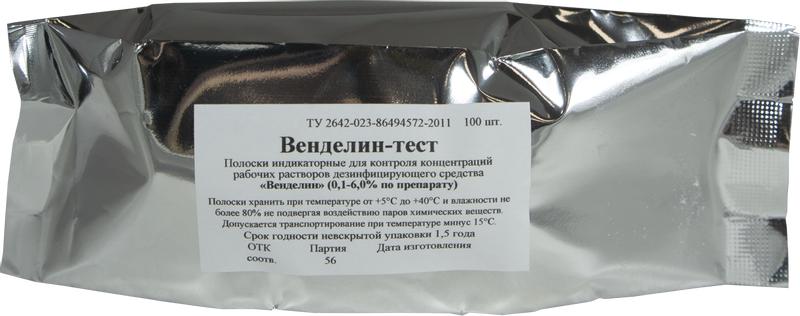 ТУ 2642-023-86494572-2011 100 шт.
Венделин-тест
Полоски индикаторные для контроля концентраций
рабочих растворов дезинфицирующего средства
«Венделин» (0,1-6,0% по препарату)
Полоски хранить при температуре от +5°С до +40°С и влажности не
более 80% не подвергая воздействию паров химических веществ.
Допускается транспортирование при температуре минус 15°С.
Срок годности невскрытой упаковки 1,5 года
ОТК Партия Дата изготовления
соотв. 56